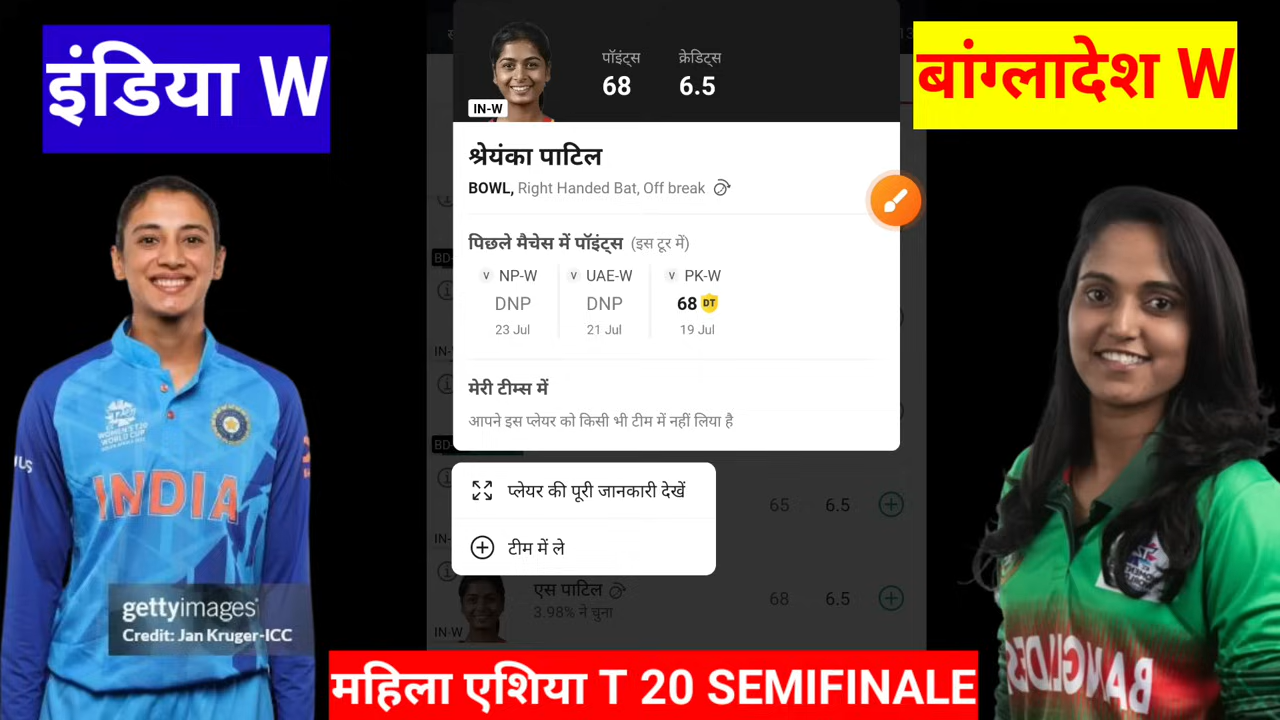 इंडिया W
बांग्लादेश W
पॉइंट्स
क्रेडिट्स
68
6.5
IN-W
श्रेयंका पाटिल
BOWL, Right Handed Bat, Off break
पिछले मैचेस में पॉइंट्स (इस टूर में)
v NP-W
v UAE-W
v PK-W
DNP
DNP
68 DT
23 Jul
21 Jul
19 Jul
मेरी टीम्स में
आपने इस प्लेयर को किसी भी टीम में नहीं लिया है
प्लेयर की पूरी जानकारी देखें
टीम में ले
65
6.5
एस पाटिल
3.98% ने चुना
68
6.5
IN-W
INDIA
gettyimages
Credit: Jan Kruger-ICC
महिला एशिया T 20 SEMIFINALE